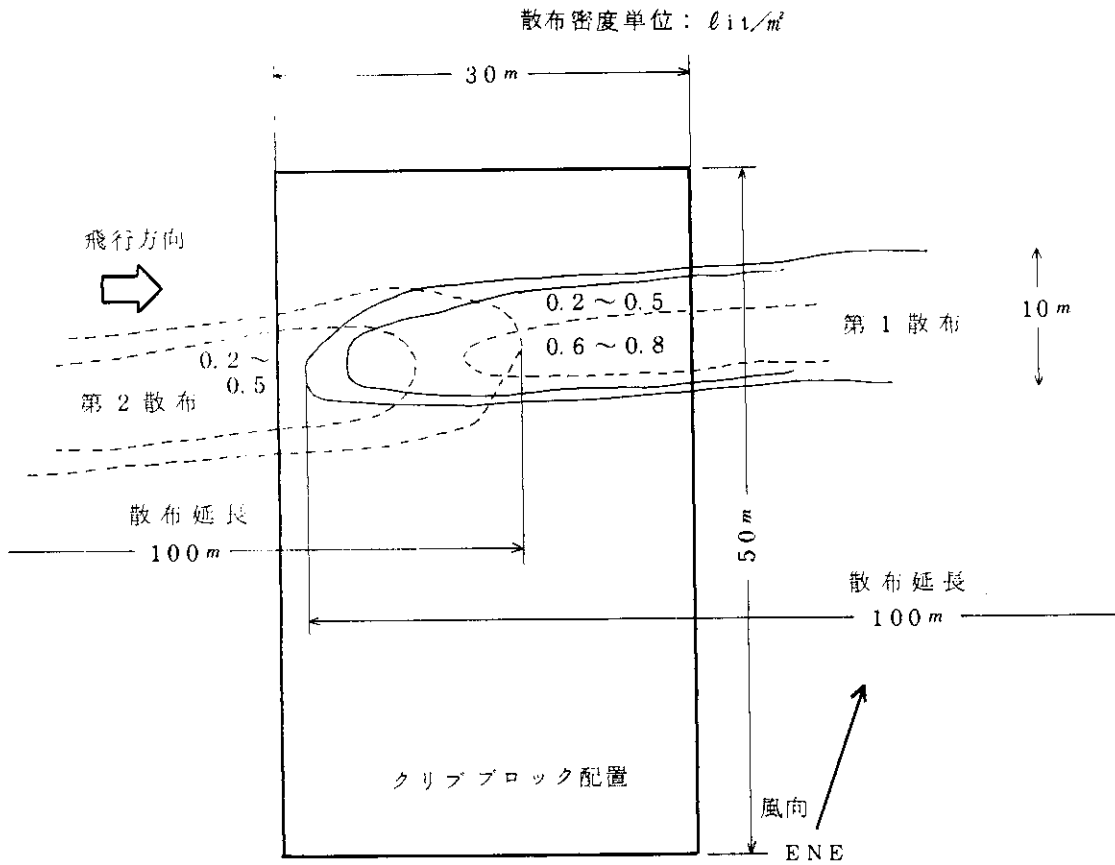 散布密度単位：ℓit/m²
30m
飛行方向
0.2～0.5
第1散布
10m
0.6～0.8
0.2～
0.5
第2散布
散布延長
100m
50m
散布延長
100m
クリブブロック配置
風向
ENE